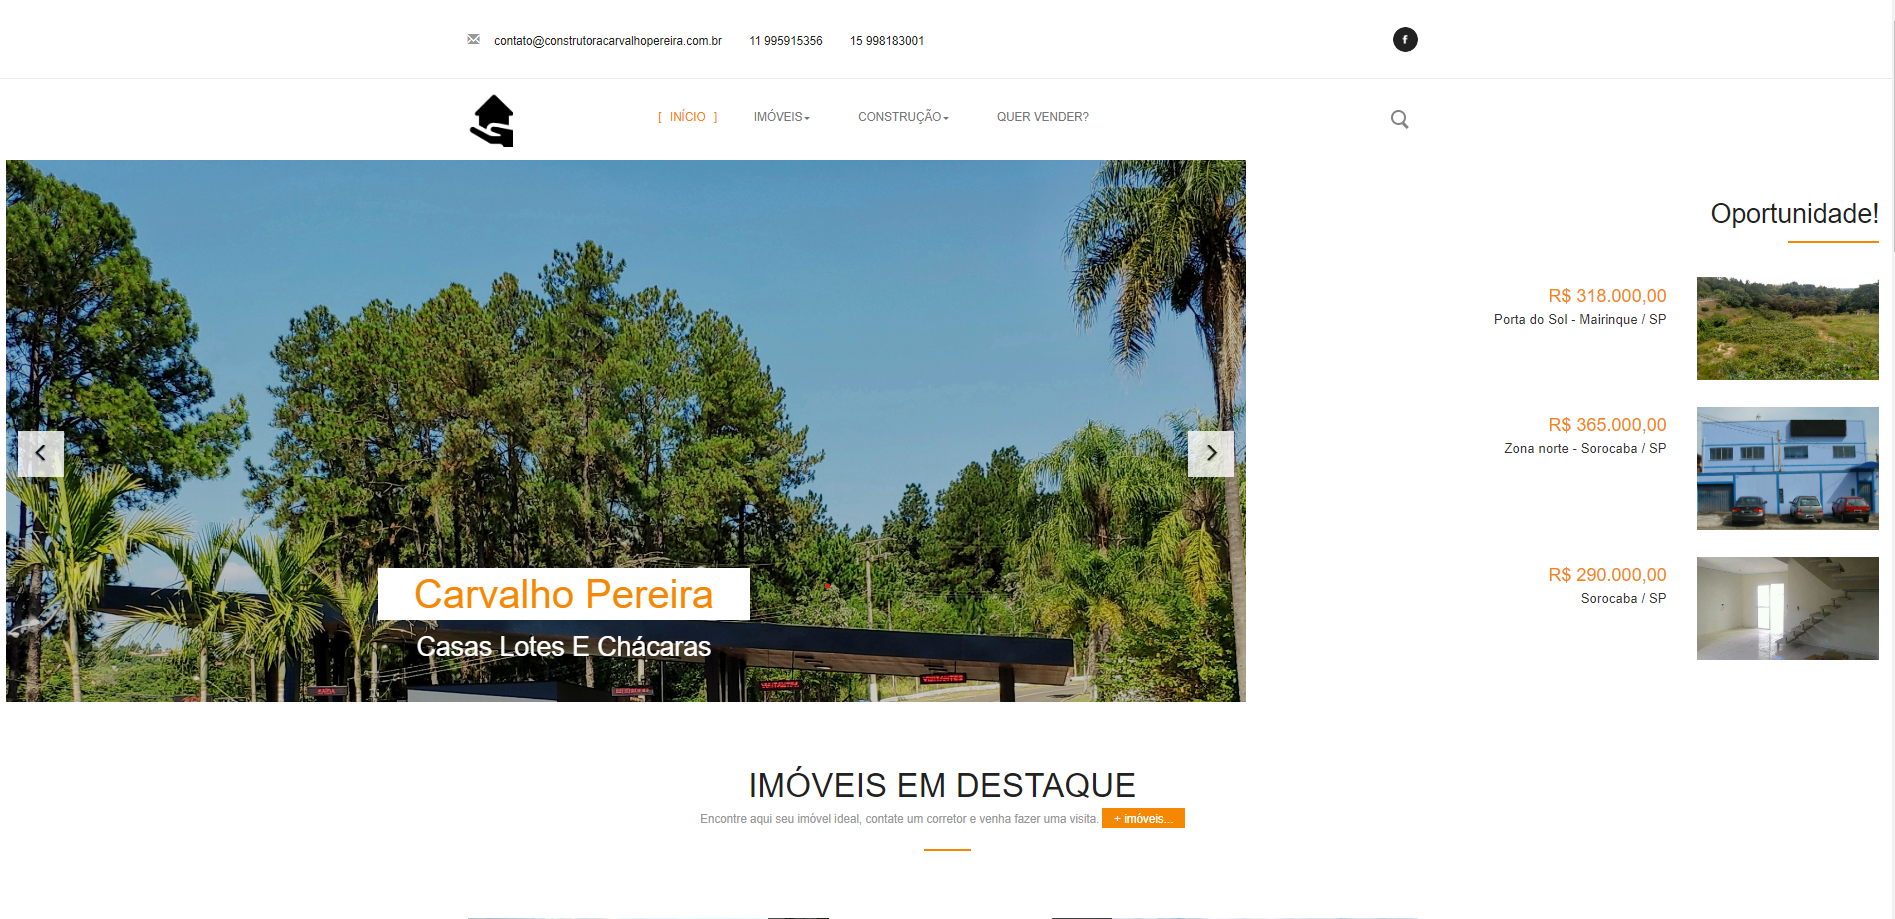 contato@construtoracarvalhopereira.com.br 11 995915356 15 998183001
[ INÍCIO ] IMÓVEIS CONSTRUÇÃO QUER VENDER?
Carvalho Pereira
Casas Lotes E Chácaras
VISITANTES
VISITANTES
Oportunidade!
R$ 318.000,00
Porta do Sol - Mairinque / SP
R$ 365.000,00
Zona norte - Sorocaba / SP
R$ 290.000,00
Sorocaba / SP
IMÓVEIS EM DESTAQUE
Encontre aqui seu imóvel ideal, contate um corretor e venha fazer uma visita. + imóveis...